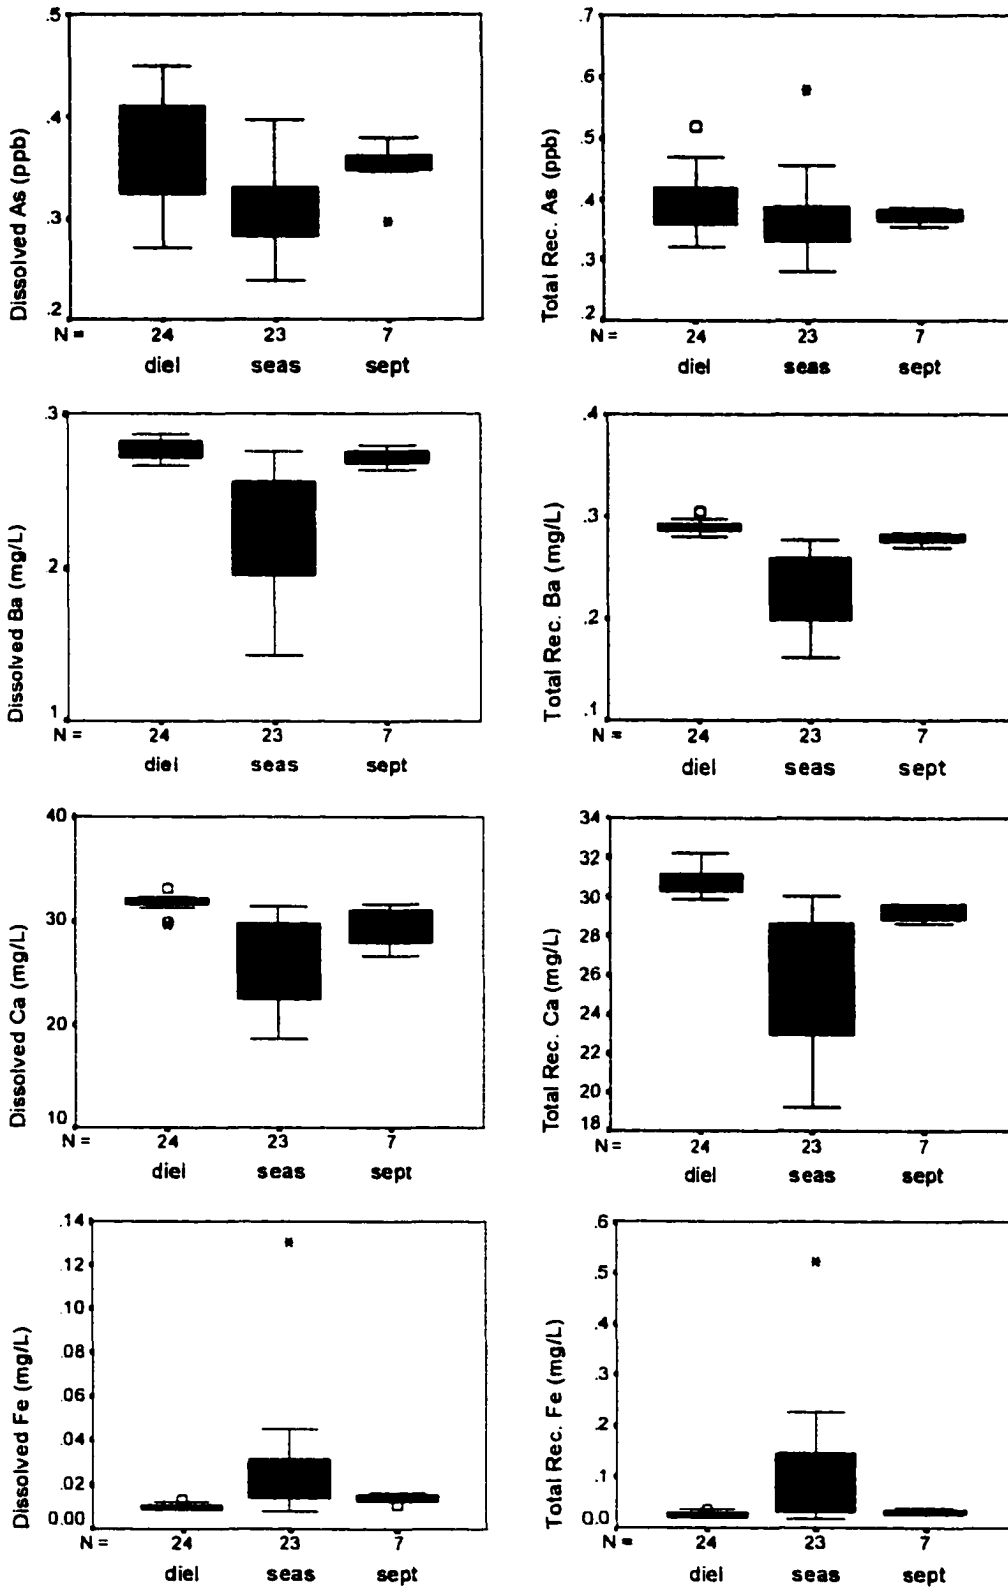 Dissolved As (ppb)
.5
.4
.3
.2
N = 24 23 7
diel seas sept
Total Rec. As (ppb)
.7
.6
.5
.4
.3
.2
N = 24 23 7
diel seas sept
Dissolved Ba (mg/L)
.3
.2
.1
N = 24 23 7
diel seas sept
Total Rec. Ba (mg/L)
.4
.3
.2
.1
N = 24 23 7
diel seas sept
Dissolved Ca (mg/L)
40
30
20
10
N = 24 23 7
diel seas sept
Total Rec. Ca (mg/L)
34
32
30
28
26
24
22
20
18
N = 24 23 7
diel seas sept
Dissolved Fe (mg/L)
.14
.12
.10
.08
.06
.04
.02
0.00
N = 24 23 7
diel seas sept
Total Rec. Fe (mg/L)
.6
.5
.4
.3
.2
.1
0.0
N = 24 23 7
diel seas sept